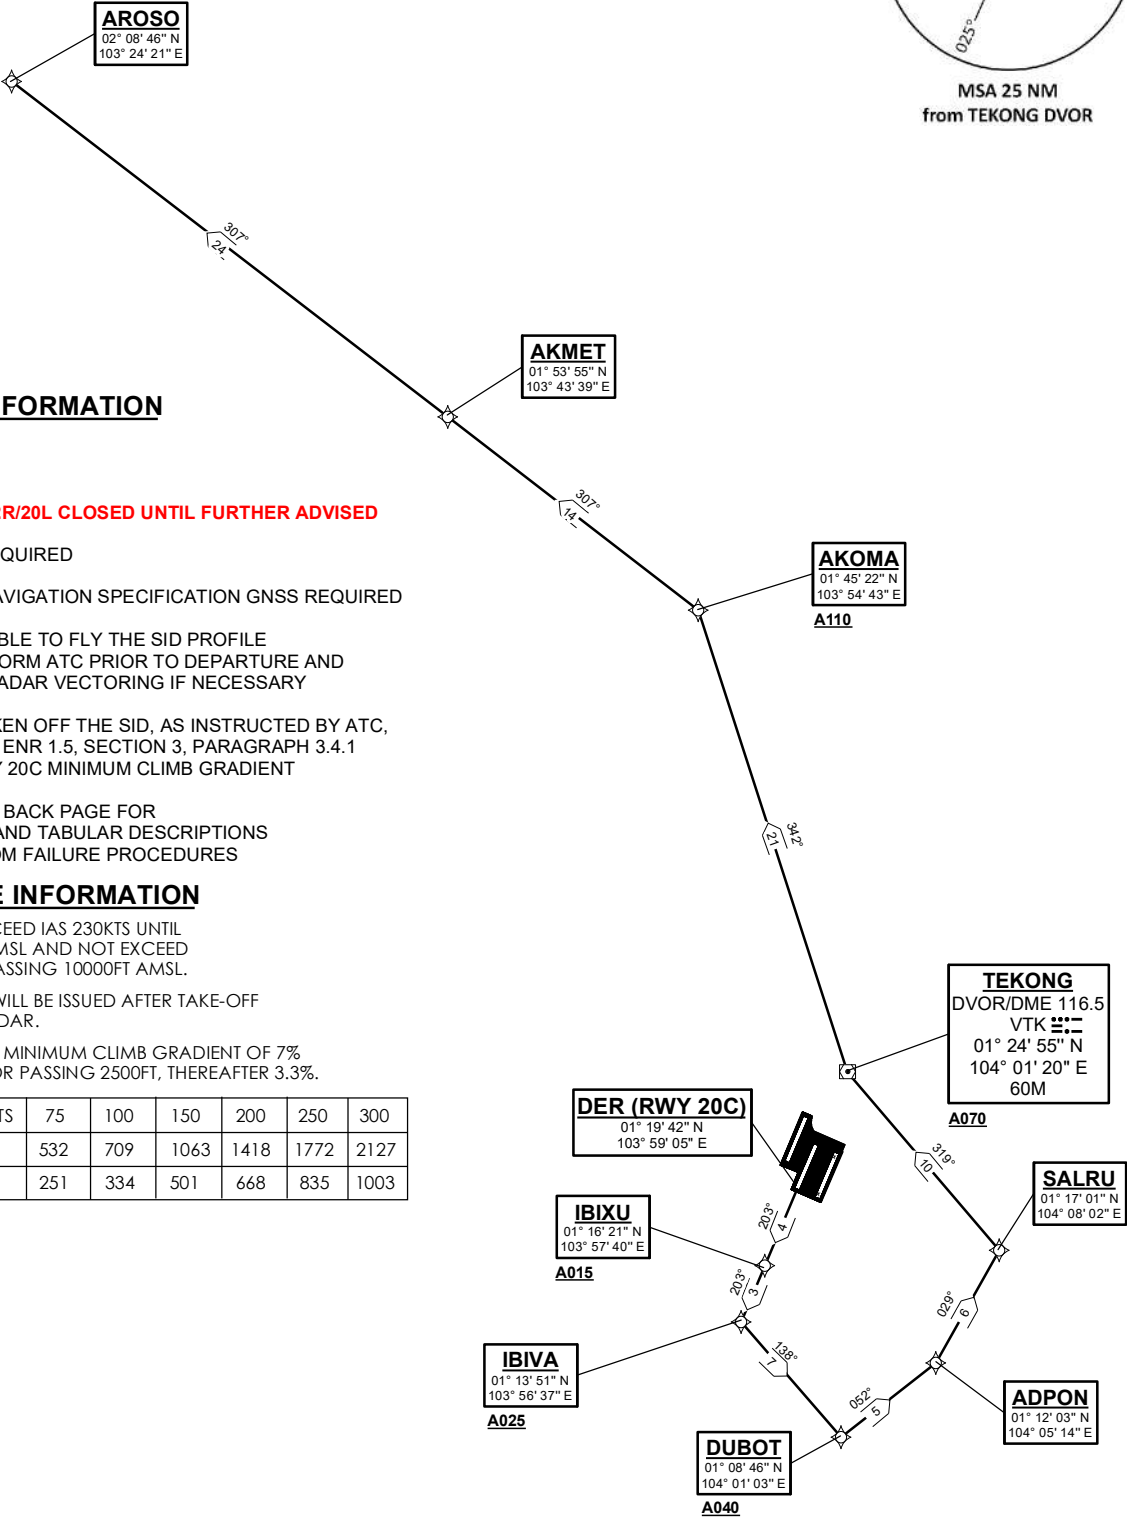 AROSO
02° 08' 46" N
103° 24' 21" E
025°
MSA 25 NM
from TEKONG DVOR
307°
24
AKMET
01° 53' 55" N
103° 43' 39" E
FORMATION
R/20L CLOSED UNTIL FURTHER ADVISED
QUIRED
AVIGATION SPECIFICATION GNSS REQUIRED
BLE TO FLY THE SID PROFILE
ORM ATC PRIOR TO DEPARTURE AND
ADAR VECTORING IF NECESSARY
KEN OFF THE SID, AS INSTRUCTED BY ATC,
ENR 1.5, SECTION 3, PARAGRAPH 3.4.1
Y 20C MINIMUM CLIMB GRADIENT
BACK PAGE FOR
AND TABULAR DESCRIPTIONS
OM FAILURE PROCEDURES
307°
14
AKOMA
01° 45' 22" N
103° 54' 43" E
A110
342°
21
E INFORMATION
CEED IAS 230KTS UNTIL
MSL AND NOT EXCEED
ASSING 10000FT AMSL.
WILL BE ISSUED AFTER TAKE-OFF
DAR.
MINIMUM CLIMB GRADIENT OF 7%
OR PASSING 2500FT, THEREAFTER 3.3%.
TS 75 100 150 200 250 300
532 709 1063 1418 1772 2127
251 334 501 668 835 1003
TEKONG
DVOR/DME 116.5
VTK
01° 24' 55" N
104° 01' 20" E
60M
A070
DER (RWY 20C)
01° 19' 42" N
103° 59' 05" E
319°
10
SALRU
01° 17' 01" N
104° 08' 02" E
203°
4
IBIXU
01° 16' 21" N
103° 57' 40" E
A015
203°
3
029°
6
IBIVA
01° 13' 51" N
103° 56' 37" E
A025
138°
7
052°
5
ADPON
01° 12' 03" N
104° 05' 14" E
DUBOT
01° 08' 46" N
104° 01' 03" E
A040